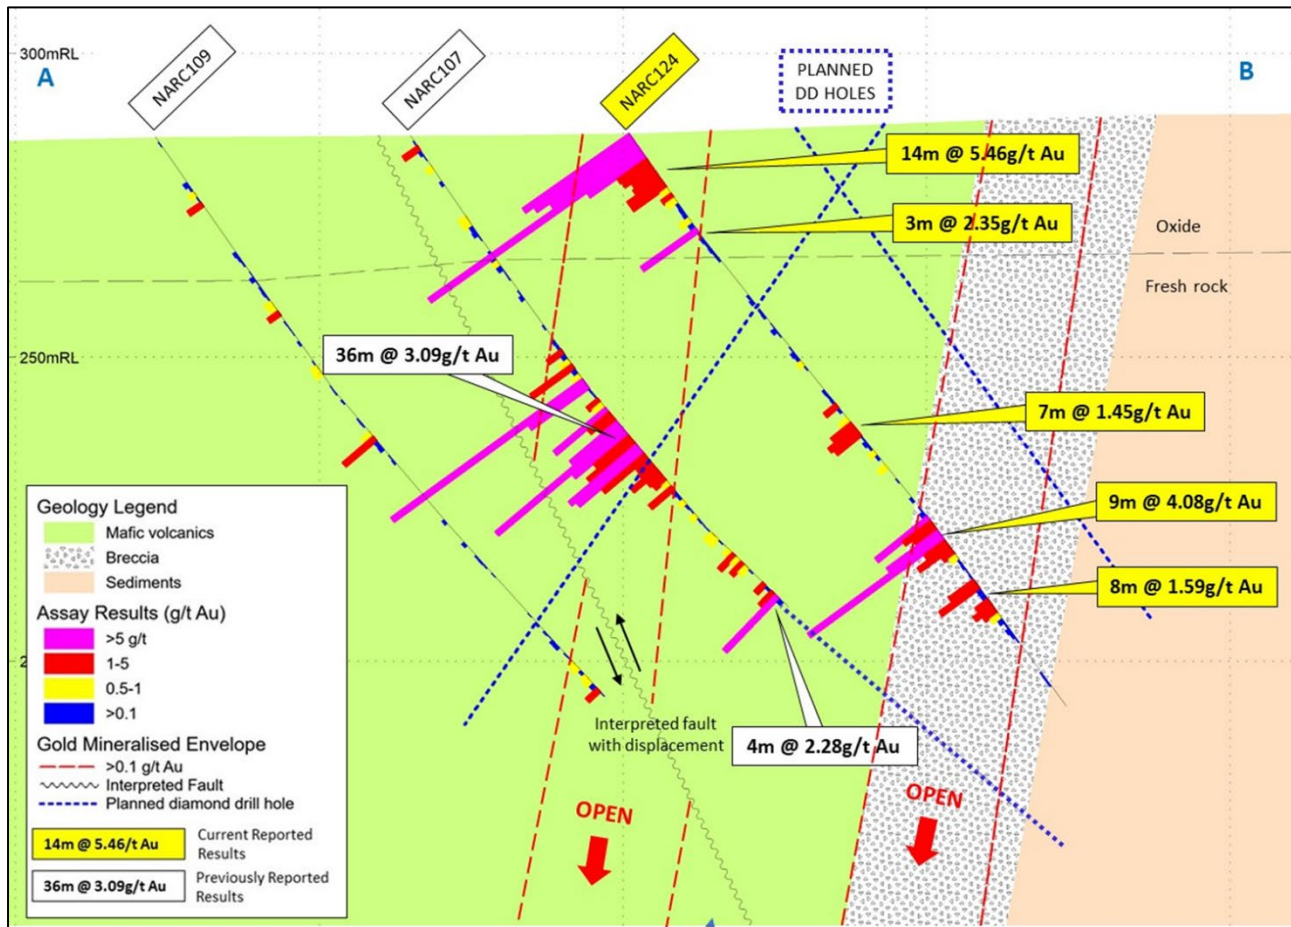 300mRL
A
NARC109
NARC107
NARC124
PLANNED
DD HOLES
B
14m @ 5.46g/t Au
3m @ 2.35g/t Au
Oxide
Fresh rock
250mRL
36m @ 3.09g/t Au
7m @ 1.45g/t Au
9m @ 4.08g/t Au
8m @ 1.59g/t Au
Geology Legend
Mafic volcanics
Breccia
Sediments
Assay Results (g/t Au)
>5 g/t
1-5
0.5-1
>0.1
Gold Mineralised Envelope
>0.1 g/t Au
Interpreted Fault
Planned diamond drill hole
14m @ 5.46/t Au
Current Reported
Results
36m @ 3.09g/t Au
Previously Reported
Results
Interpreted fault
with displacement
4m @ 2.28g/t Au
OPEN
OPEN